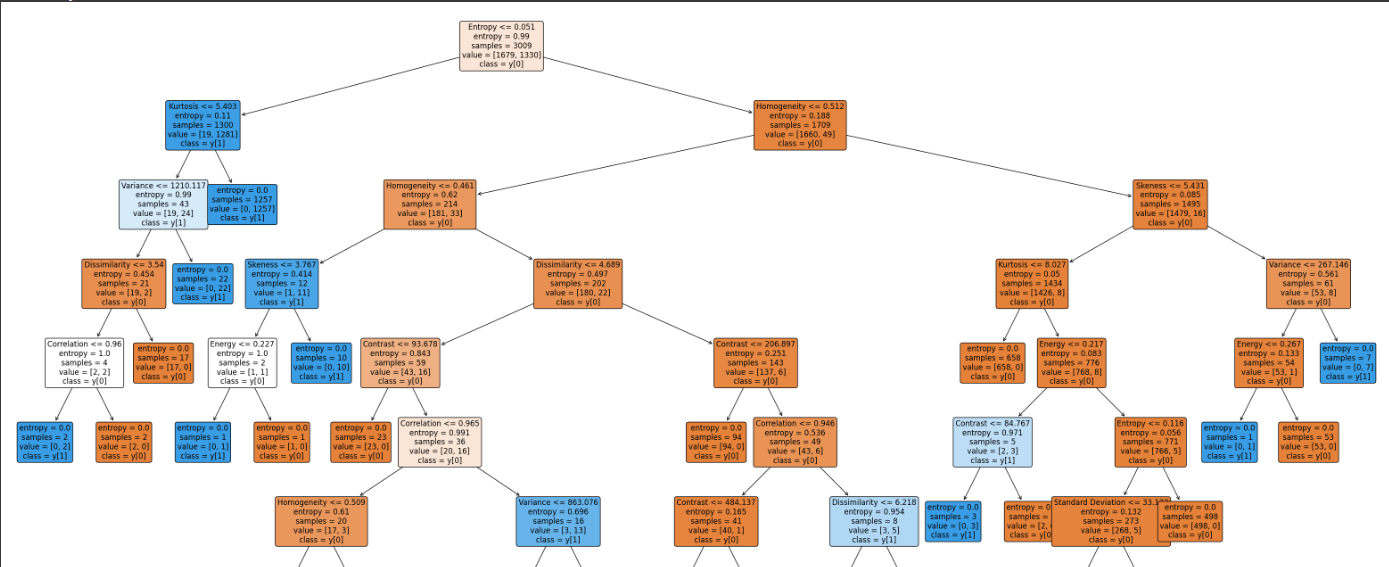 Entropy <= 0.051
entropy = 0.99
samples = 3009
value = [1679, 1330]
class = y[0]
Kurtosis <= 5.403
entropy = 0.11
samples = 1300
value = [19, 1281]
class = y[1]
Homogeneity <= 0.512
entropy = 0.188
samples = 1709
value = [1660, 49]
class = y[0]
Variance <= 1210.117
entropy = 0.99
samples = 43
value = [19, 24]
class = y[1]
entropy = 0.0
samples = 1257
value = [0, 1257]
class = y[1]
Homogeneity <= 0.461
entropy = 0.62
samples = 214
value = [181, 33]
class = y[0]
Skeness <= 5.431
entropy = 0.085
samples = 1495
value = [1479, 16]
class = y[0]
Dissimilarity <= 3.54
entropy = 0.454
samples = 21
value = [19, 2]
class = y[0]
entropy = 0.0
samples = 22
value = [0, 22]
class = y[1]
Skeness <= 3.767
entropy = 0.414
samples = 12
value = [1, 11]
class = y[1]
Dissimilarity <= 4.689
entropy = 0.497
samples = 202
value = [180, 22]
class = y[0]
Kurtosis <= 8.027
entropy = 0.05
samples = 1434
value = [1426, 8]
class = y[0]
Variance <= 267.146
entropy = 0.561
samples = 61
value = [53, 8]
class = y[0]
Correlation <= 0.96
entropy = 1.0
samples = 4
value = [2, 2]
class = y[0]
entropy = 0.0
samples = 17
value = [17, 0]
class = y[0]
Energy <= 0.227
entropy = 1.0
samples = 2
value = [1, 1]
class = y[0]
entropy = 0.0
samples = 10
value = [0, 10]
class = y[1]
Contrast <= 93.678
entropy = 0.843
samples = 59
value = [43, 16]
class = y[0]
Contrast <= 206.897
entropy = 0.251
samples = 143
value = [137, 6]
class = y[0]
entropy = 0.0
samples = 658
value = [658, 0]
class = y[0]
Energy <= 0.217
entropy = 0.083
samples = 776
value = [768, 8]
class = y[0]
Energy <= 0.267
entropy = 0.133
samples = 54
value = [53, 1]
class = y[0]
entropy = 0.0
samples = 7
value = [0, 7]
class = y[1]
entropy = 0.0
samples = 2
value = [0, 2]
class = y[1]
entropy = 0.0
samples = 2
value = [2, 0]
class = y[0]
entropy = 0.0
samples = 1
value = [0, 1]
class = y[1]
entropy = 0.0
samples = 1
value = [1, 0]
class = y[0]
entropy = 0.0
samples = 23
value = [23, 0]
class = y[0]
Correlation <= 0.965
entropy = 0.991
samples = 36
value = [20, 16]
class = y[0]
entropy = 0.0
samples = 94
value = [94, 0]
class = y[0]
Correlation <= 0.946
entropy = 0.536
samples = 49
value = [43, 6]
class = y[0]
Contrast <= 84.767
entropy = 0.971
samples = 5
value = [2, 3]
class = y[1]
Entropy <= 0.116
entropy = 0.056
samples = 771
value = [766, 5]
class = y[0]
entropy = 0.0
samples = 1
value = [0, 1]
class = y[1]
entropy = 0.0
samples = 53
value = [53, 0]
class = y[0]
Homogeneity <= 0.509
entropy = 0.61
samples = 20
value = [17, 3]
class = y[0]
Variance <= 863.076
entropy = 0.696
samples = 16
value = [3, 13]
class = y[1]
Contrast <= 484.137
entropy = 0.165
samples = 41
value = [40, 1]
class = y[0]
Dissimilarity <= 6.218
entropy = 0.954
samples = 8
value = [3, 5]
class = y[1]
entropy = 0.0
samples = 3
value = [0, 3]
class = y[1]
entropy =
samples =
value = [2,
class =
Standard Deviation <=
entropy = 0.132
samples = 273
value = [268, 5]
class = y[0]
entropy = 0.0
samples = 498
value = [498, 0]
class = y[0]